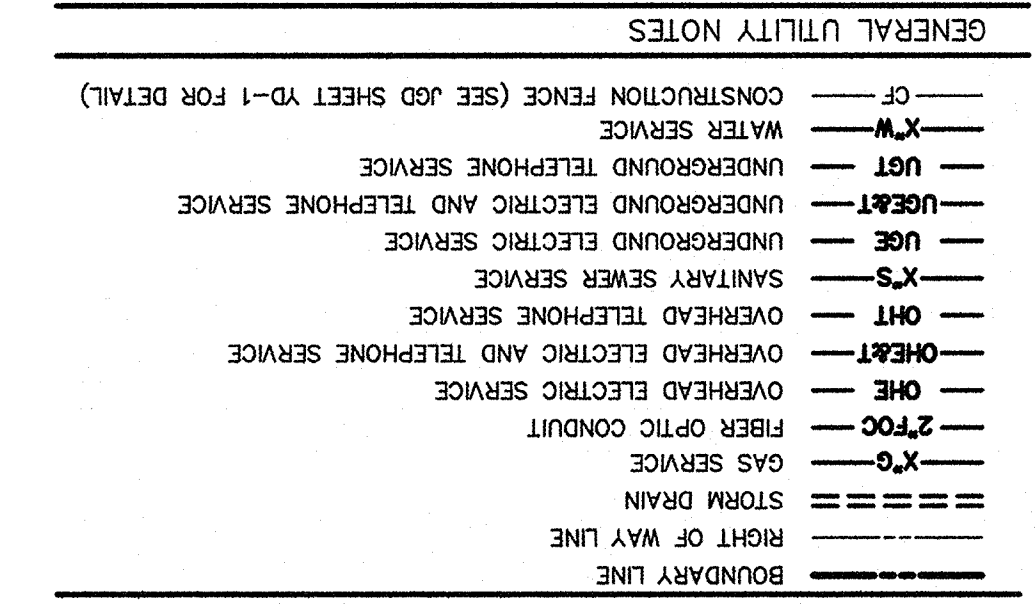 BOUNDARY LINE
RIGHT OF WAY LINE
STORM DRAIN
X"G GAS SERVICE
2"FOC FIBER OPTIC CONDUIT
OHE OVERHEAD ELECTRIC SERVICE
OHE&T OVERHEAD ELECTRIC AND TELEPHONE SERVICE
OHT OVERHEAD TELEPHONE SERVICE
X"S SANITARY SEWER SERVICE
UGE UNDERGROUND ELECTRIC SERVICE
UGE&T UNDERGROUND ELECTRIC AND TELEPHONE SERVICE
UGT UNDERGROUND TELEPHONE SERVICE
X"W WATER SERVICE
CF CONSTRUCTION FENCE (SEE JGD SHEET YD-1 FOR DETAIL)
GENERAL UTILITY NOTES